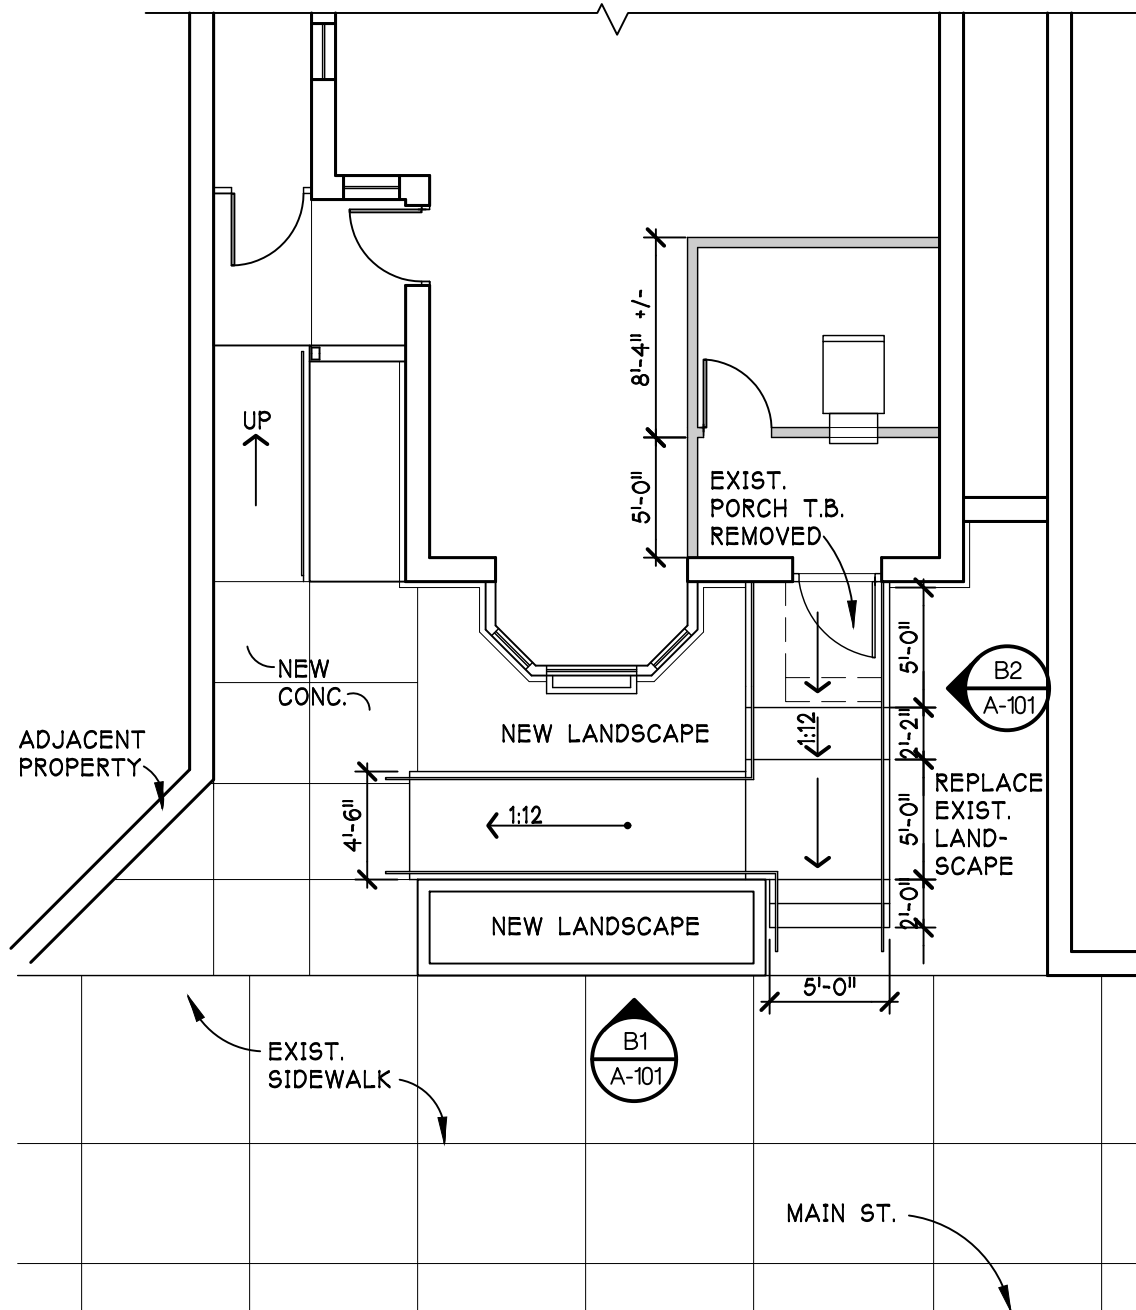 8'-4" +/-
UP
5'-0"
EXIST.
PORCH T.B.
REMOVED
5'-0"
B2
A-101
NEW
CONC.
2'-2"
1:12
NEW LANDSCAPE
ADJACENT
PROPERTY
REPLACE
EXIST.
LAND-
SCAPE
4'-6"
1:12
5'-0"
2'-0"
NEW LANDSCAPE
5'-0"
B1
A-101
EXIST.
SIDEWALK
MAIN ST.